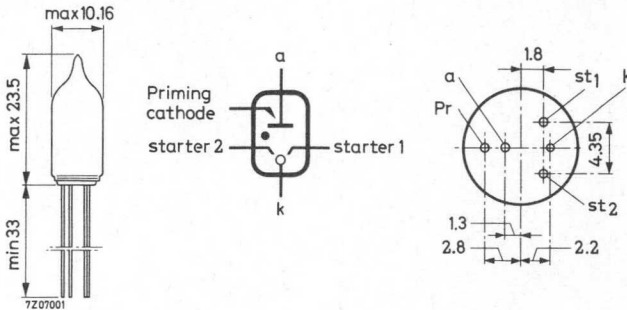 max 10.16
max 23.5
min 33
7Z07001
a
Priming
cathode
starter 2
starter 1
k
1.8
a
st1
k
Pr
4.35
st2
1.3
2.8
2.2